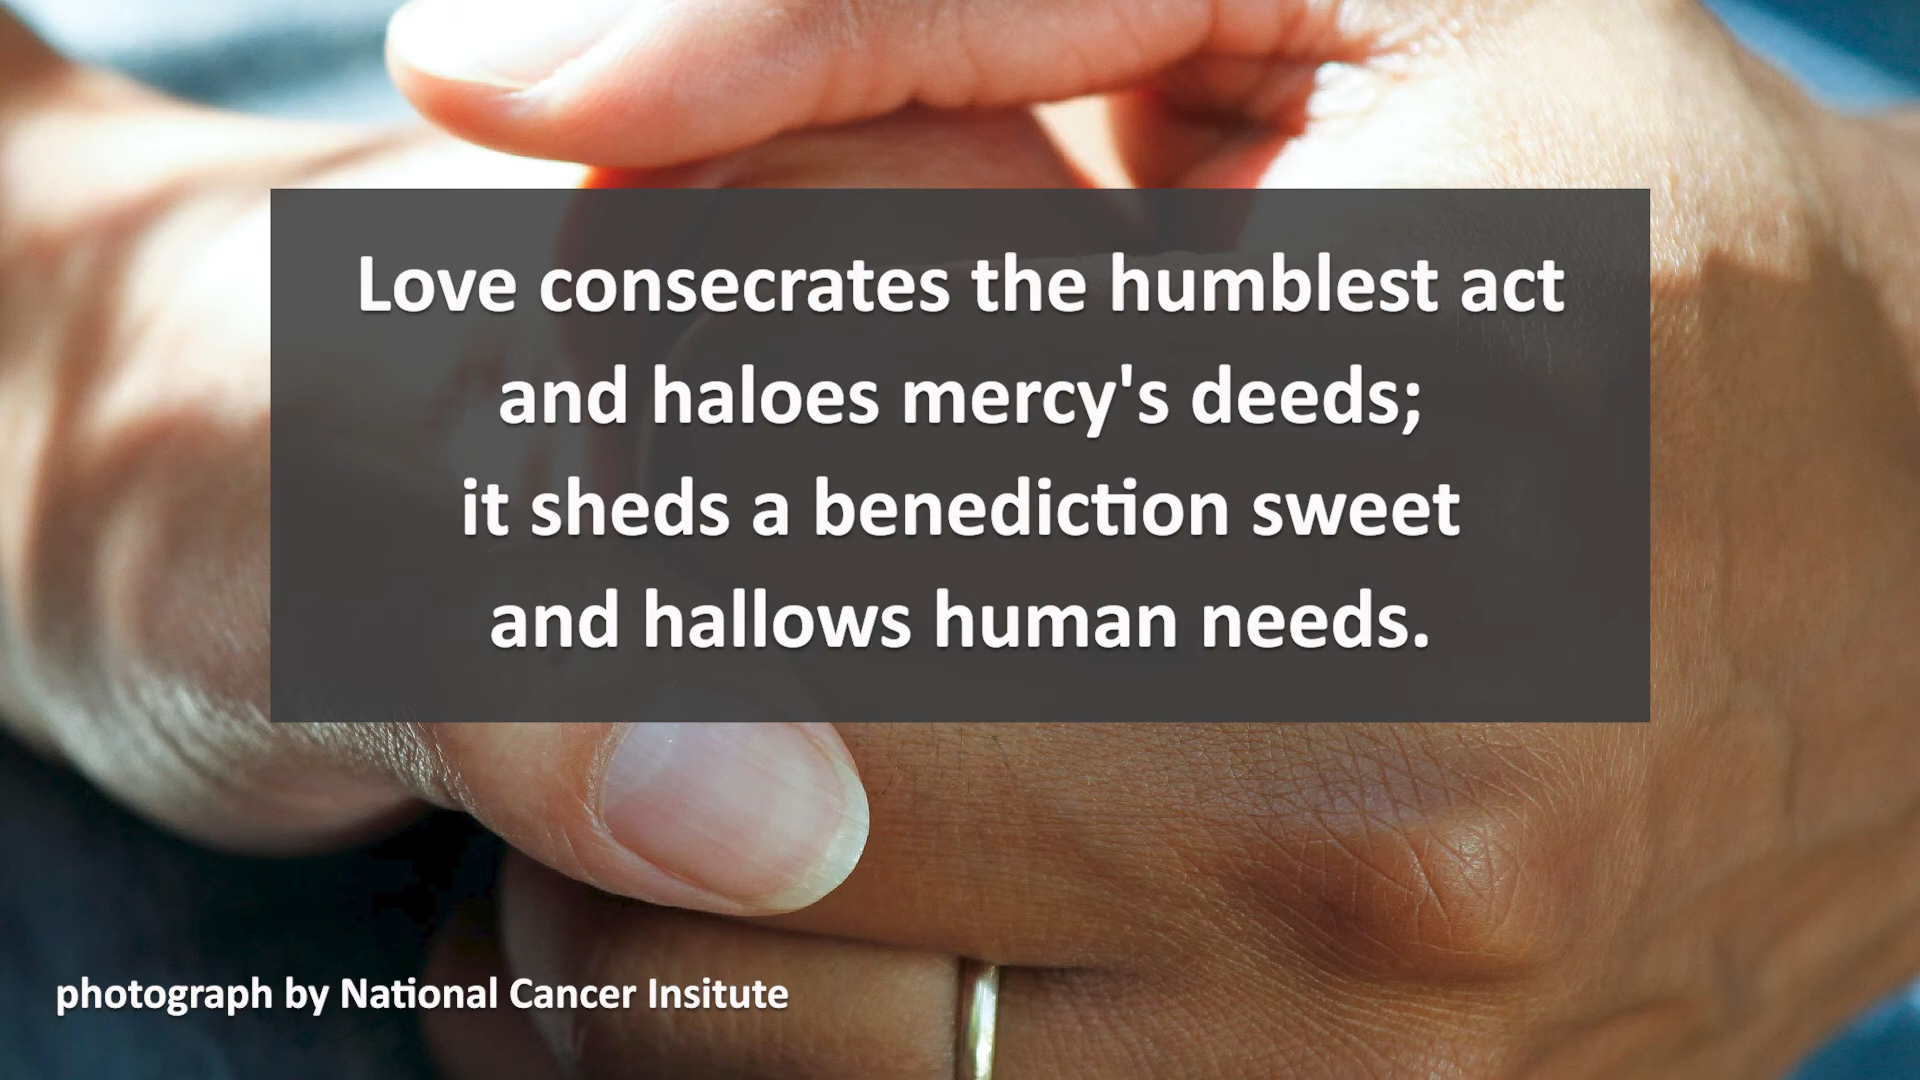 Love consecrates the humblest act
and haloes mercy's deeds;
it sheds a benediction sweet
and hallows human needs.
photograph by National Cancer Insitute